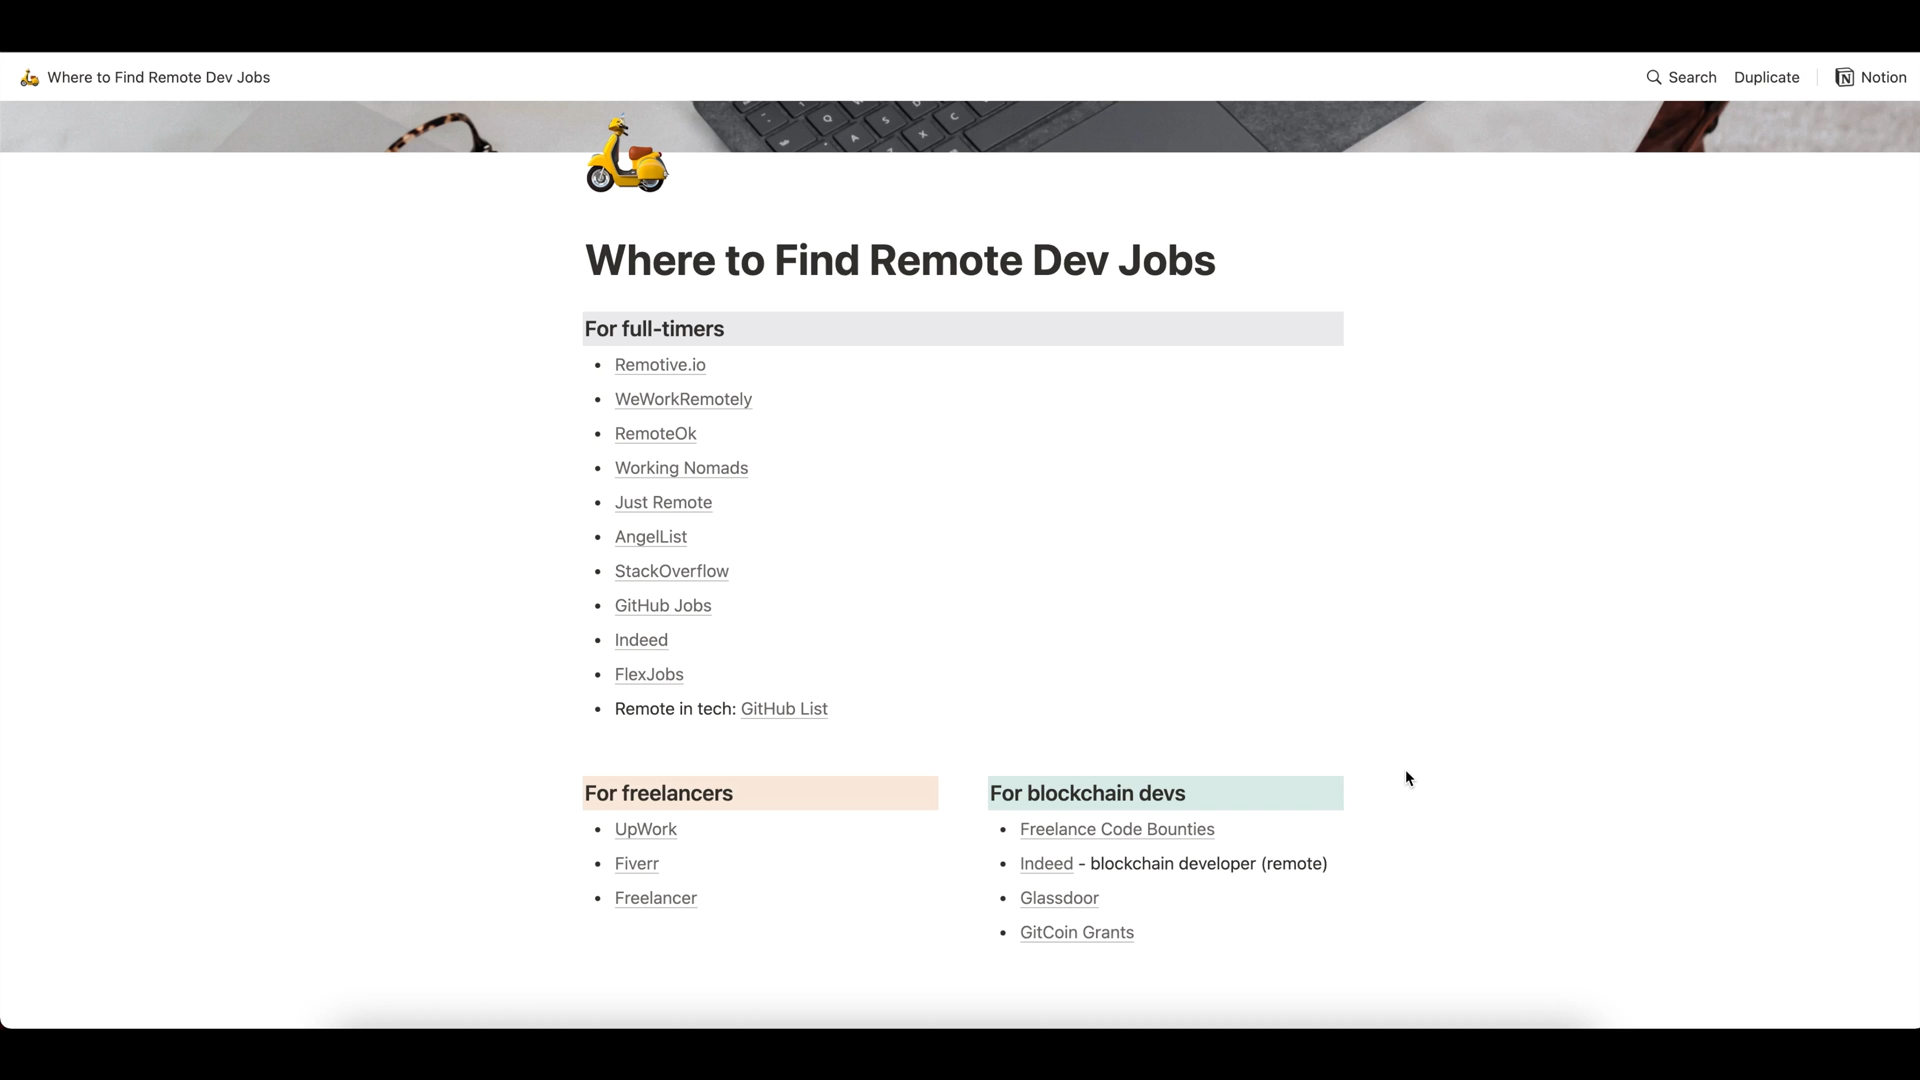 Where to Find Remote Dev Jobs
Search Duplicate Notion
Where to Find Remote Dev Jobs
For full-timers
• Remotive.io
• WeWorkRemotely
• RemoteOk
• Working Nomads
• Just Remote
• AngelList
• StackOverflow
• GitHub Jobs
• Indeed
• FlexJobs
• Remote in tech: GitHub List
For freelancers
• UpWork
• Fiverr
• Freelancer
For blockchain devs
• Freelance Code Bounties
• Indeed - blockchain developer (remote)
• Glassdoor
• GitCoin Grants